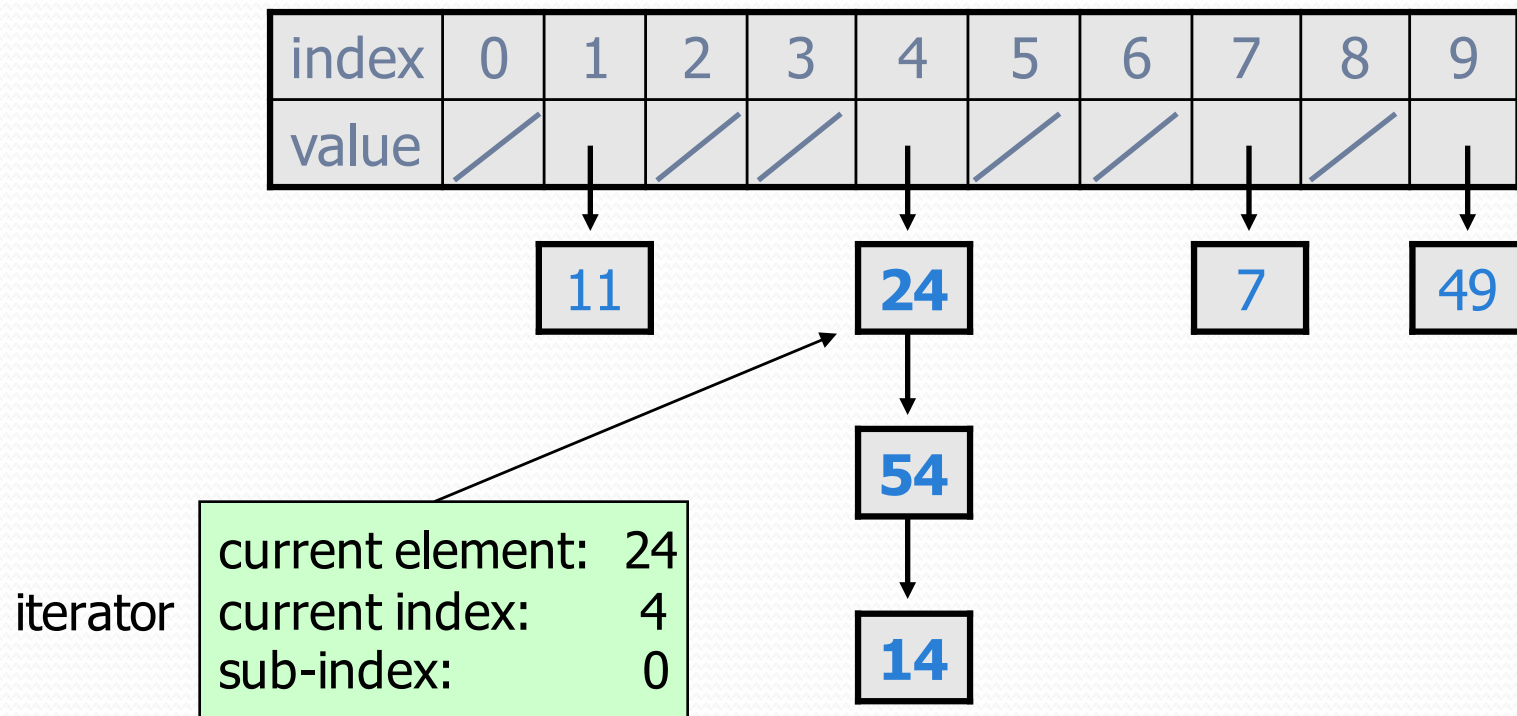 index 0 1 2 3 4 5 6 7 8 9
value
11 24 7 49
54
current element: 24
iterator current index: 4
sub-index: 0
14